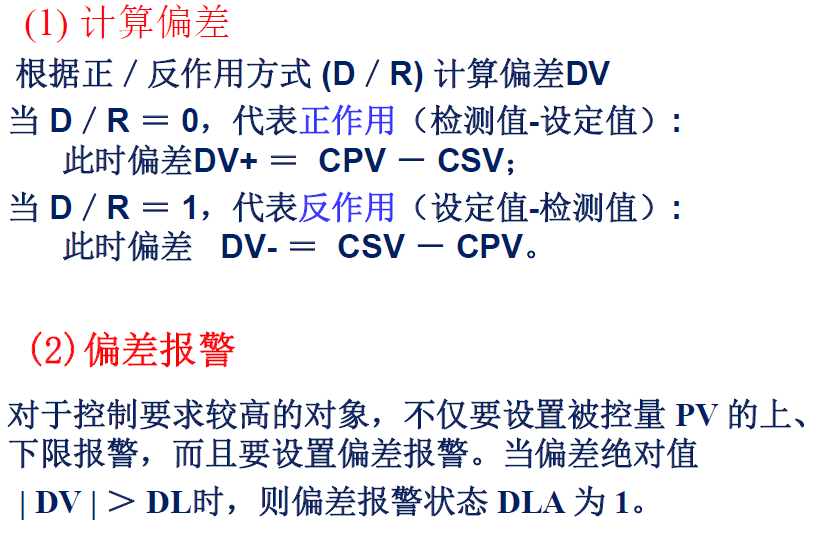 (1) 计算偏差
根据正／反作用方式 (D／R) 计算偏差DV
当 D／R ＝ 0，代表正作用（检测值-设定值）:
此时偏差DV+ ＝ CPV － CSV；
当 D／R ＝ 1，代表反作用（设定值-检测值）:
此时偏差 DV- ＝ CSV － CPV。
(2)偏差报警
对于控制要求较高的对象，不仅要设置被控量 PV 的上、
下限报警，而且要设置偏差报警。当偏差绝对值
| DV |＞DL时，则偏差报警状态 DLA 为 1。